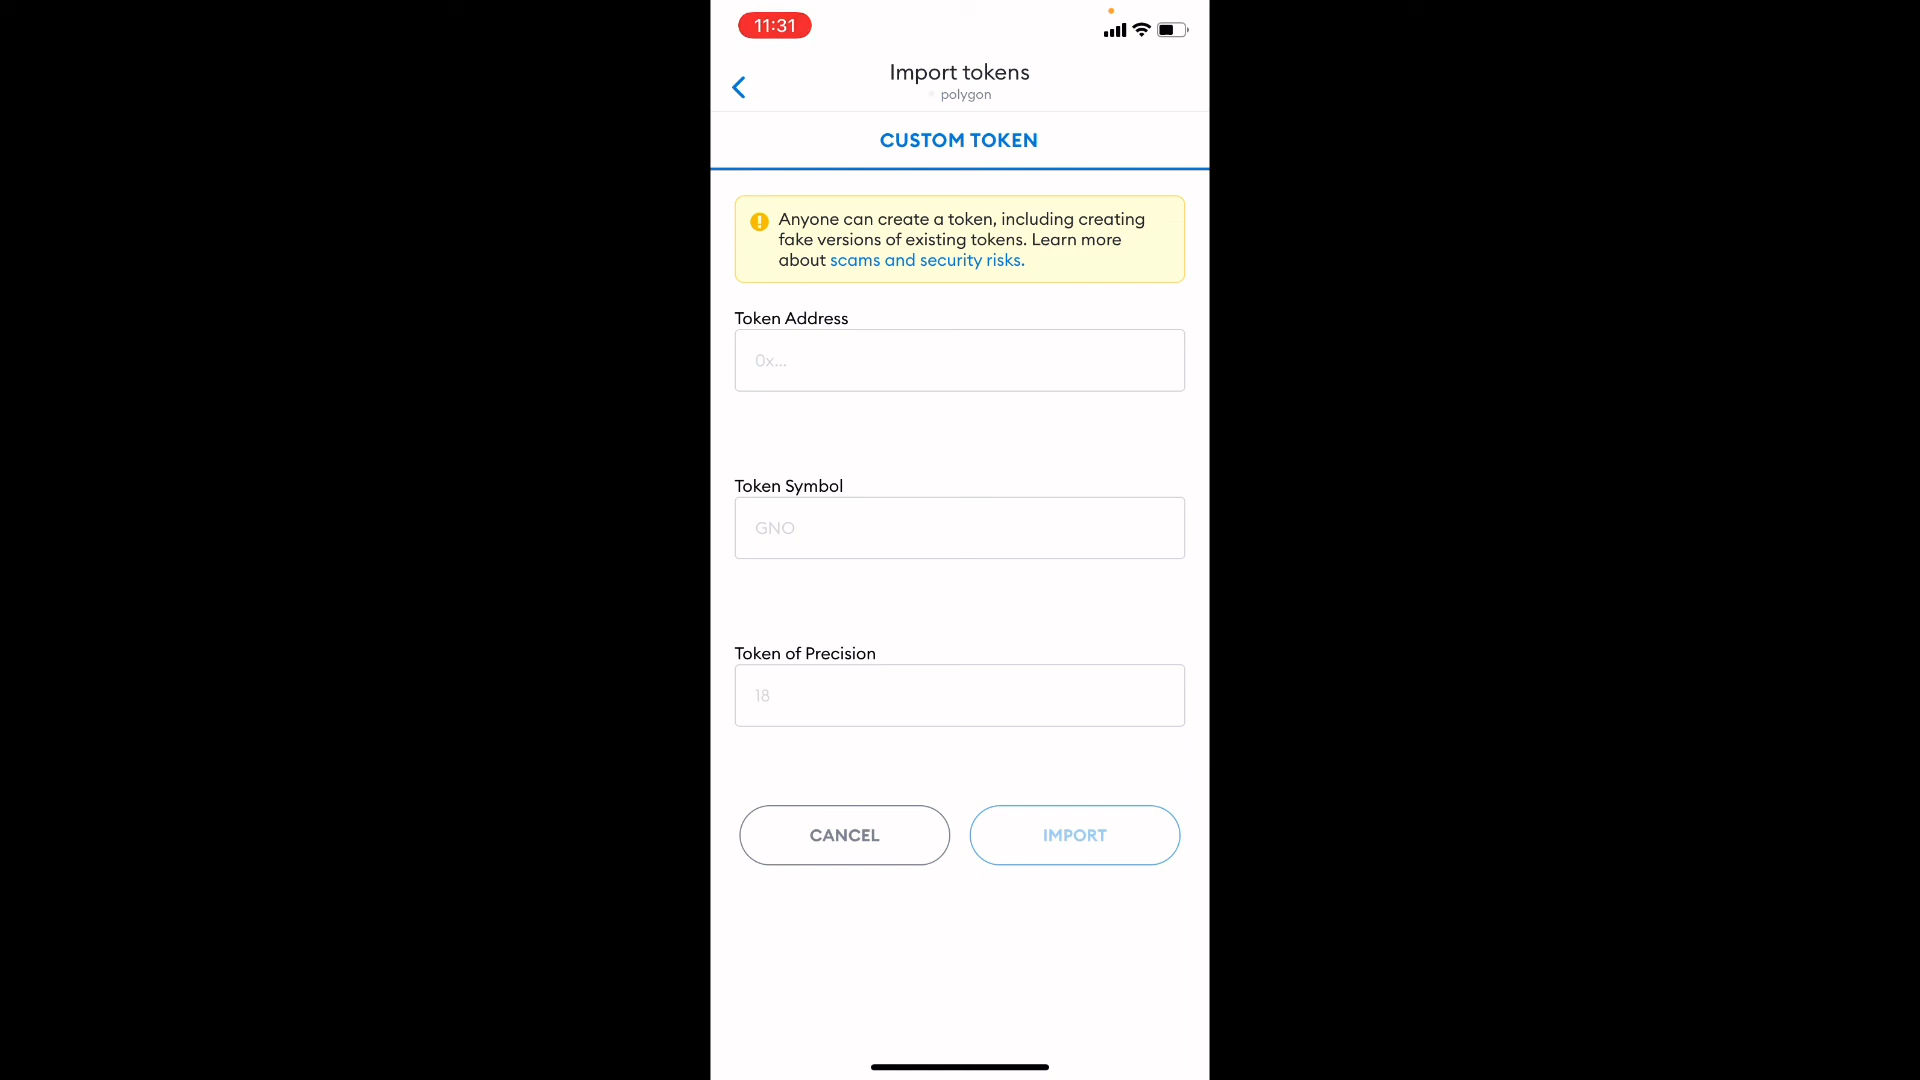 11:31
Import tokens
polygon
CUSTOM TOKEN
Anyone can create a token, including creating
fake versions of existing tokens. Learn more
about scams and security risks.
Token Address
0x...
Token Symbol
GNO
Token of Precision
18
CANCEL
IMPORT